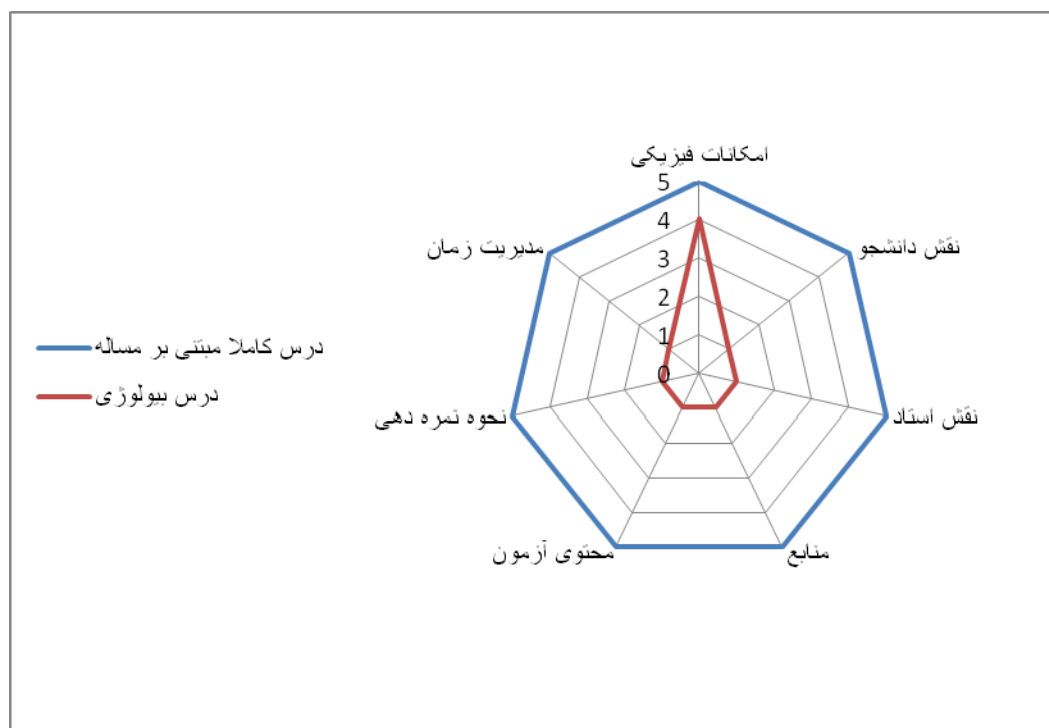 امکانات فیزیکی
5
4
3
2
1
0
نقش دانشجو
نقش استاد
منابع
محتوی آزمون
نحوه نمره دهی
مدیریت زمان
درس کاملا مبتنی بر مساله
درس بیولوژی